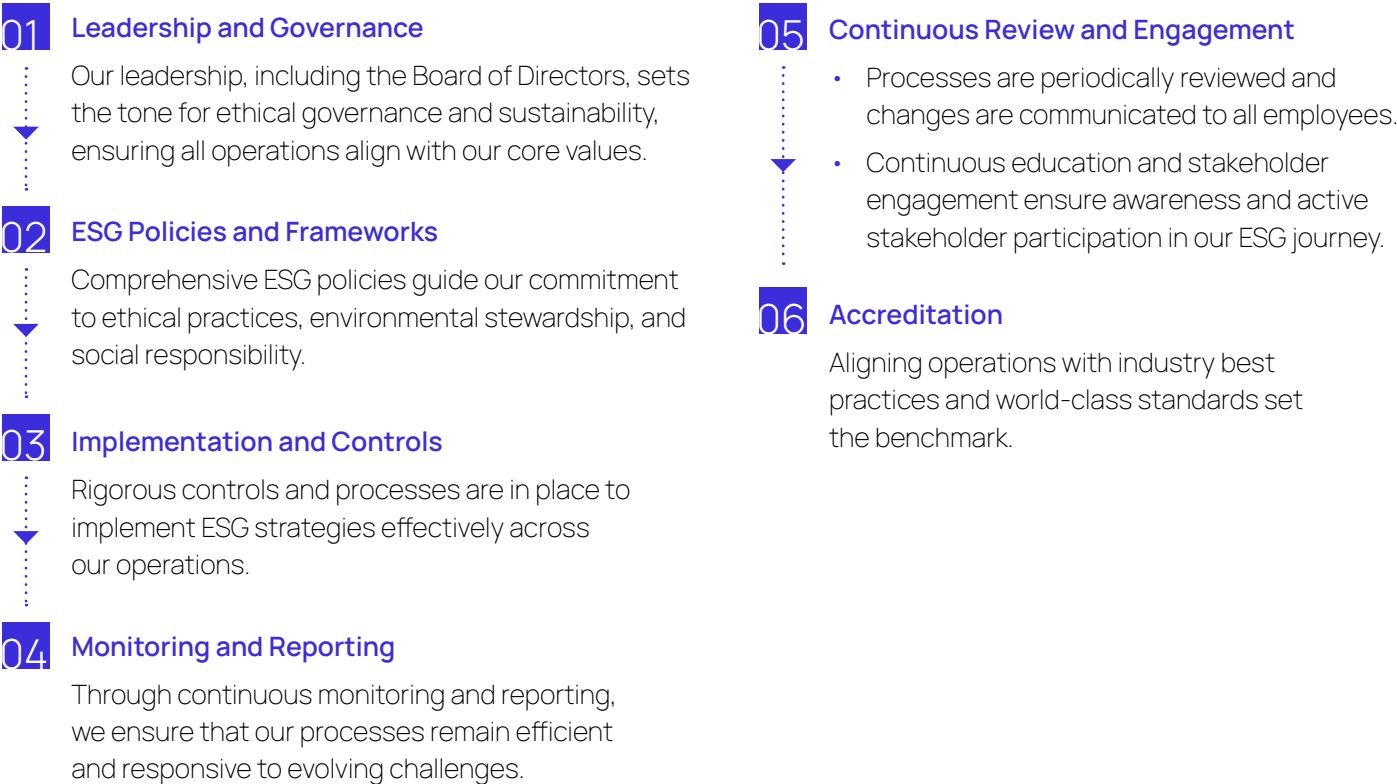 01 Leadership and Governance
Our leadership, including the Board of Directors, sets
the tone for ethical governance and sustainability,
ensuring all operations align with our core values.
02 ESG Policies and Frameworks
Comprehensive ESG policies guide our commitment
to ethical practices, environmental stewardship, and
social responsibility.
03 Implementation and Controls
Rigorous controls and processes are in place to
implement ESG strategies effectively across
our operations.
04 Monitoring and Reporting
Through continuous monitoring and reporting,
we ensure that our processes remain efficient
and responsive to evolving challenges.
05 Continuous Review and Engagement
• Processes are periodically reviewed and
changes are communicated to all employees.
• Continuous education and stakeholder
engagement ensure awareness and active
stakeholder participation in our ESG journey.
06 Accreditation
Aligning operations with industry best
practices and world-class standards set
the benchmark.